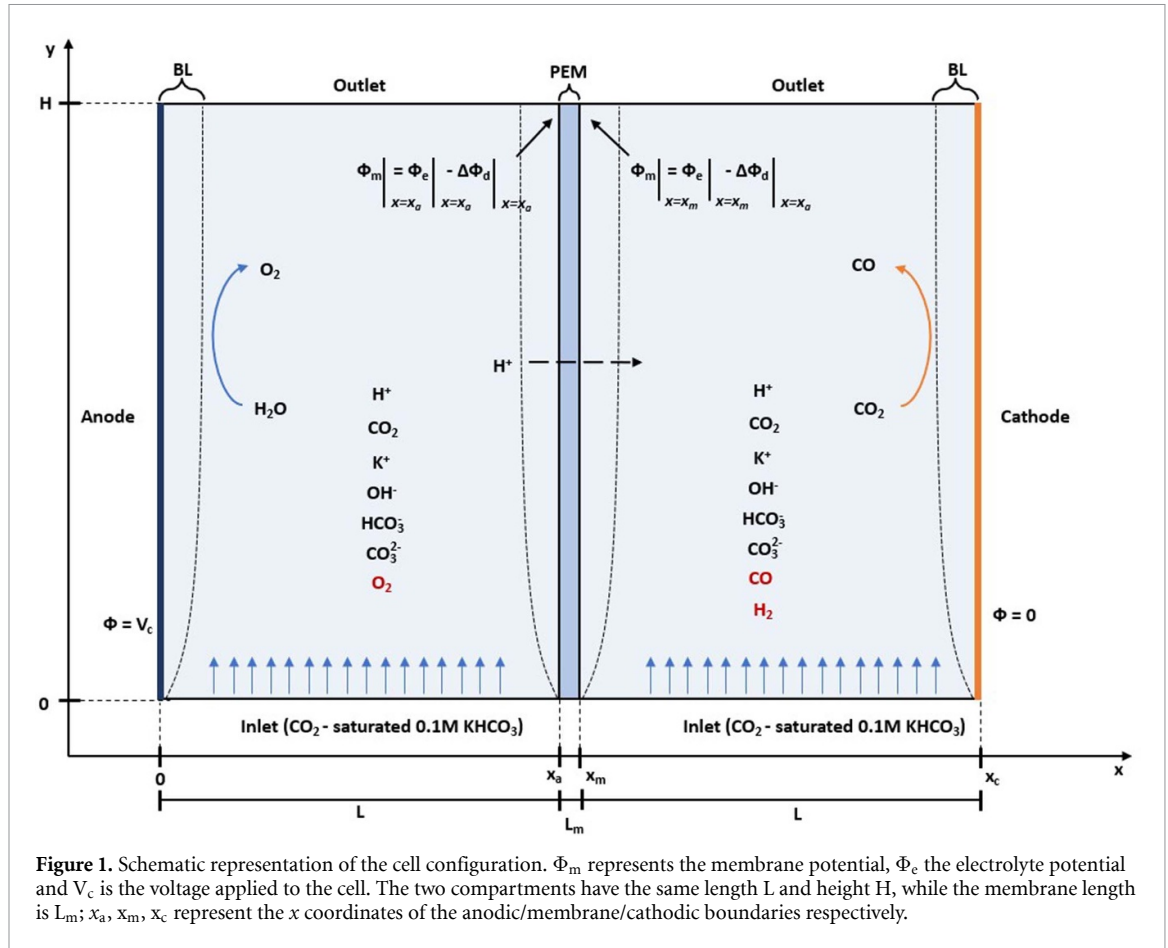 y
BL
Outlet
PEM
Outlet
BL
H
Φm| = Φe| - ΔΦd|
x=xa x=xa x=xa
Φm| = Φe| - ΔΦd|
x=xm x=xm x=xa
O2
CO
H+
H2O
CO2
Anode
Cathode
H+
CO2
K+
OH-
HCO3-
CO3 2-
O2
H+
CO2
K+
OH-
HCO3-
CO3 2-
CO
H2
Φ = Vc
Φ = 0
0
Inlet (CO2 - saturated 0.1M KHCO3)
Inlet (CO2 - saturated 0.1M KHCO3)
0
xa
xm
xc
x
L
Lm
L
Figure 1. Schematic representation of the cell configuration. Φm represents the membrane potential, Φe the electrolyte potential
and Vc is the voltage applied to the cell. The two compartments have the same length L and height H, while the membrane length
is Lm; xa, xm, xc represent the x coordinates of the anodic/membrane/cathodic boundaries respectively.